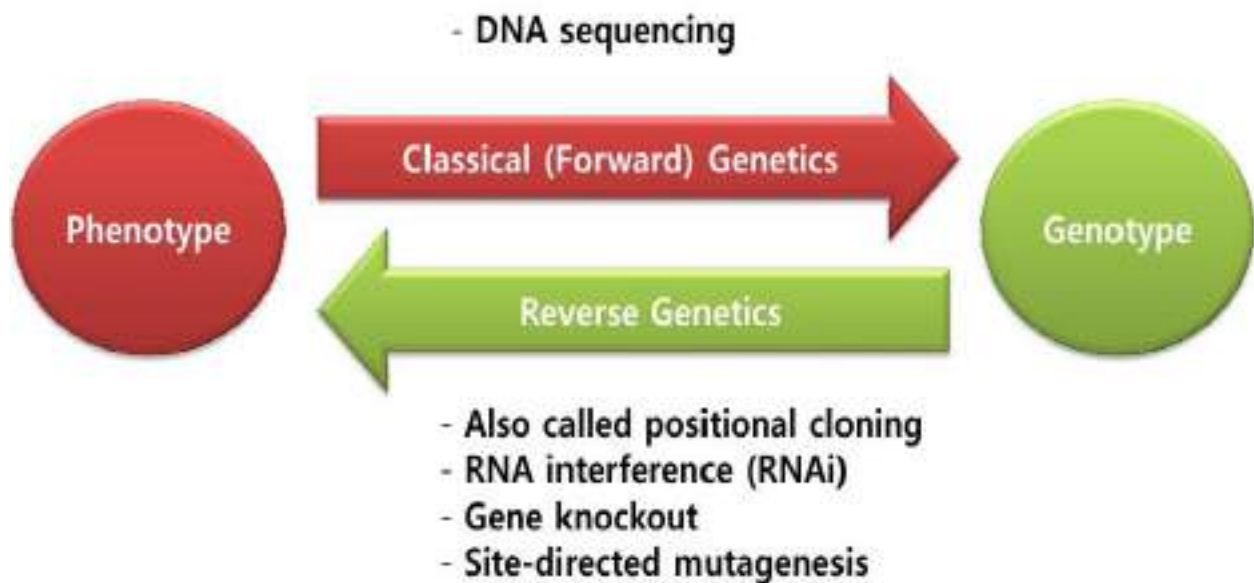 - DNA sequencing
Classical (Forward) Genetics
Phenotype
Genotype
Reverse Genetics
- Also called positional cloning
- RNA interference (RNAi)
- Gene knockout
- Site-directed mutagenesis